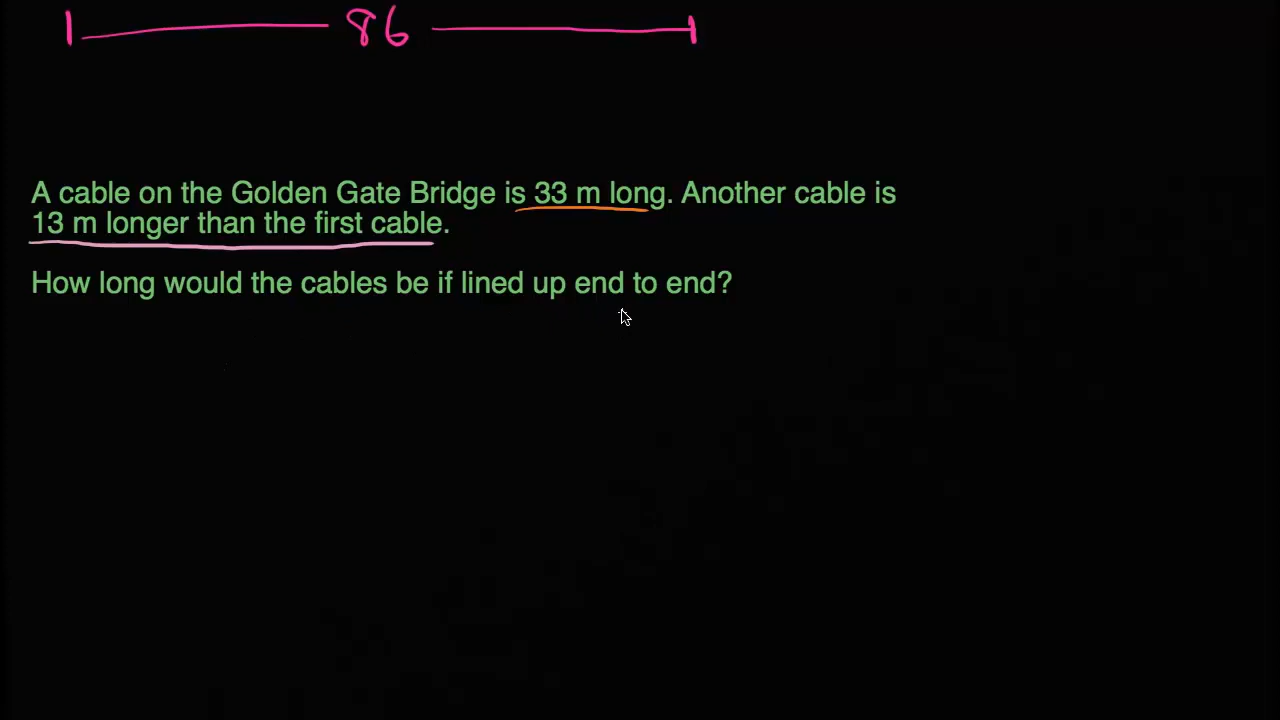 86
A cable on the Golden Gate Bridge is 33 m long. Another cable is
13 m longer than the first cable.
How long would the cables be if lined up end to end?